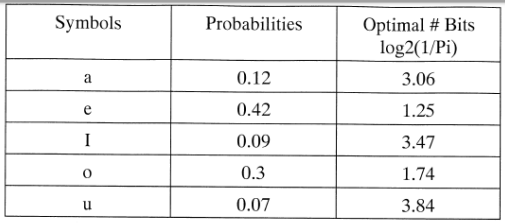 Symbols Probabilities Optimal # Bits
log2(1/Pi)
a 0.12 3.06
e 0.42 1.25
I 0.09 3.47
o 0.3 1.74
u 0.07 3.84